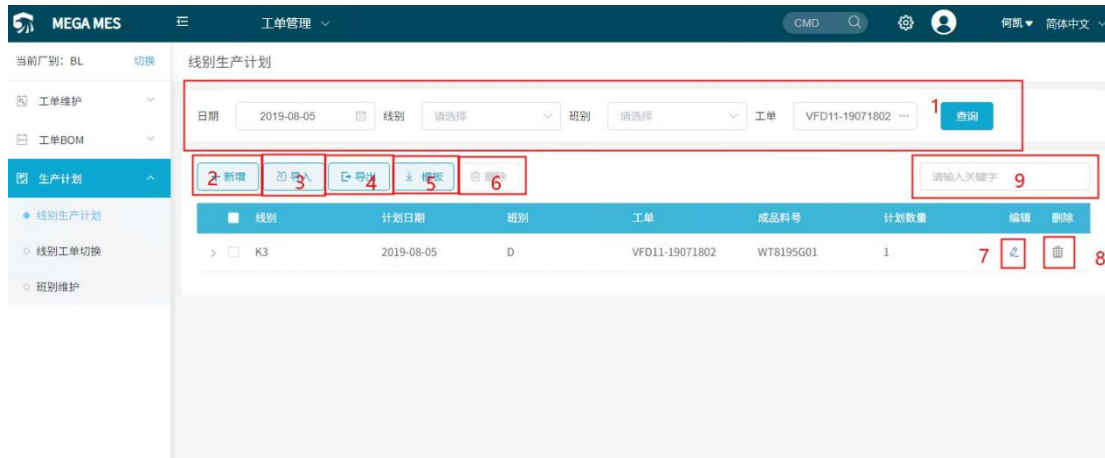 MEGA MES 工单管理 CMD 何凯 简体中文
当前厂别：BL 切换 线别生产计划
工单维护
日期 2019-08-05 线别 请选择 班别 请选择 工单 VFD11-19071802 ... 1 查询
工单BOM
生产计划 2 新增 3 导入 4 导出 5 模板 6 删除 请输入关键字 9
线别生产计划 线别 计划日期 班别 工单 成品料号 计划数量 编辑 删除
线别工单切换 K3 2019-08-05 D VFD11-19071802 WT8195G01 1 7 8
班别维护